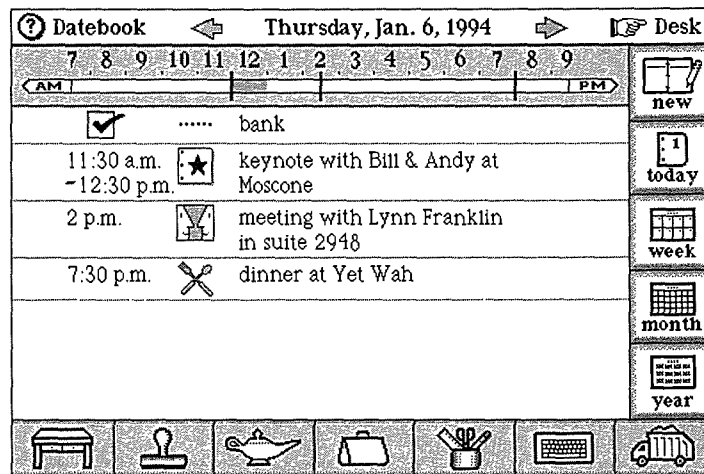 ? Datebook Thursday, Jan. 6, 1994 Desk
7 8 9 10 11 12 1 2 3 4 5 6 7 8 9
AM PM
new
bank
11:30 a.m. keynote with Bill & Andy at
-12:30 p.m. Moscone
1
today
2 p.m. meeting with Lynn Franklin
in suite 2948
week
7:30 p.m. dinner at Yet Wah
month
year